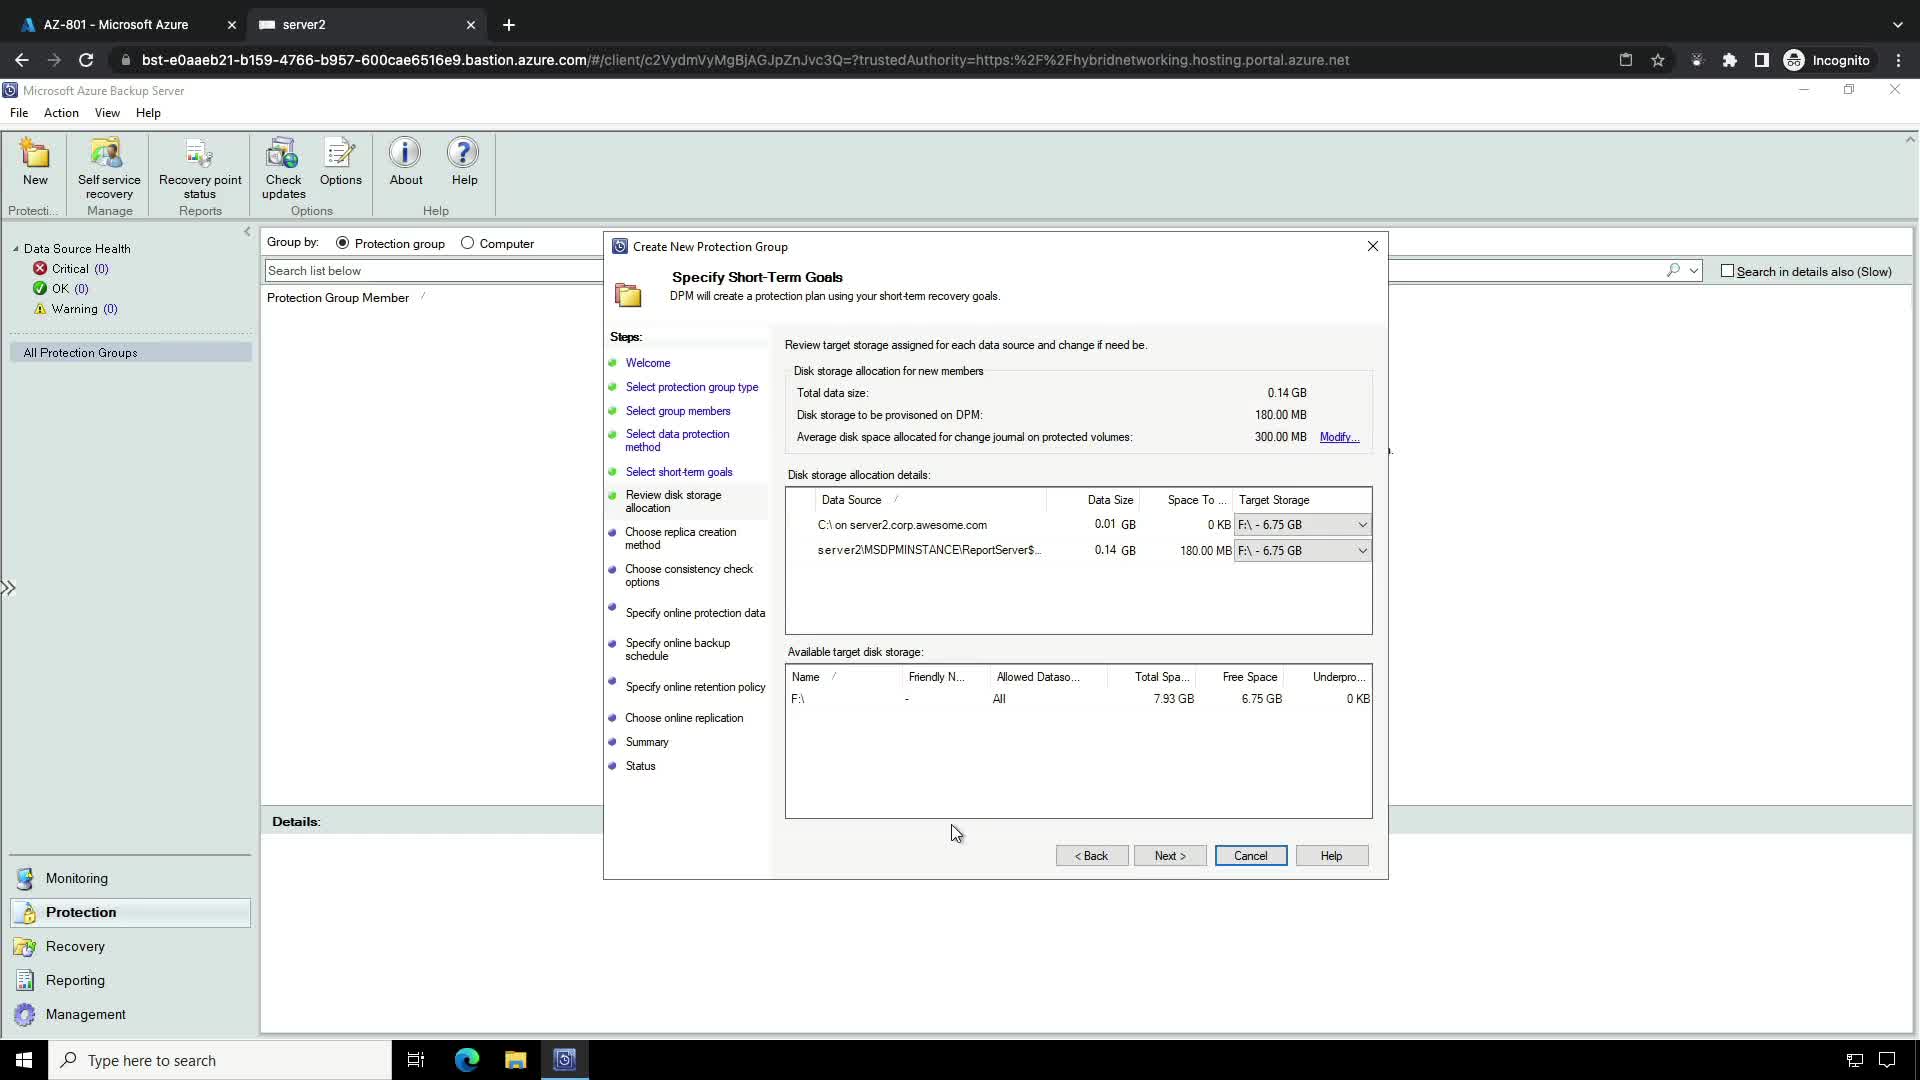 AZ-801 - Microsoft Azure
server2
bst-e0aaeb21-b159-4766-b957-600cae6516e9.bastion.azure.com/#/client/c2VydmVyMgBjAGJpZnJvc3Q=?trustedAuthority=https:%2F%2Fhybridnetworking.hosting.portal.azure.net
Incognito
Microsoft Azure Backup Server
File Action View Help
New
Self service
recovery
Recovery point
status
Check
updates
Options
About
Help
Protecti...
Manage
Reports
Options
Help
Data Source Health
Critical (0)
OK (0)
Warning (0)
All Protection Groups
Group by: Protection group Computer
Search list below
Search in details also (Slow)
Protection Group Member
Create New Protection Group
Specify Short-Term Goals
DPM will create a protection plan using your short-term recovery goals.
Steps:
Welcome
Select protection group type
Select group members
Select data protection
method
Select short-term goals
Review disk storage
allocation
Choose replica creation
method
Choose consistency check
options
Specify online protection data
Specify online backup
schedule
Specify online retention policy
Choose online replication
Summary
Status
Review target storage assigned for each data source and change if need be.
Disk storage allocation for new members
Total data size: 0.14 GB
Disk storage to be provisoned on DPM: 180.00 MB
Average disk space allocated for change journal on protected volumes: 300.00 MB Modify...
n.
Disk storage allocation details:
Data Source Data Size Space To ... Target Storage
C:\ on server2.corp.awesome.com 0.01 GB 0 KB F:\ - 6.75 GB
server2\MSDPMINSTANCE\ReportServer$... 0.14 GB 180.00 MB F:\ - 6.75 GB
Available target disk storage:
Name Friendly N... Allowed Dataso... Total Spa... Free Space Underpro...
F:\ - All 7.93 GB 6.75 GB 0 KB
< Back Next > Cancel Help
Details:
Monitoring
Protection
Recovery
Reporting
Management
Type here to search